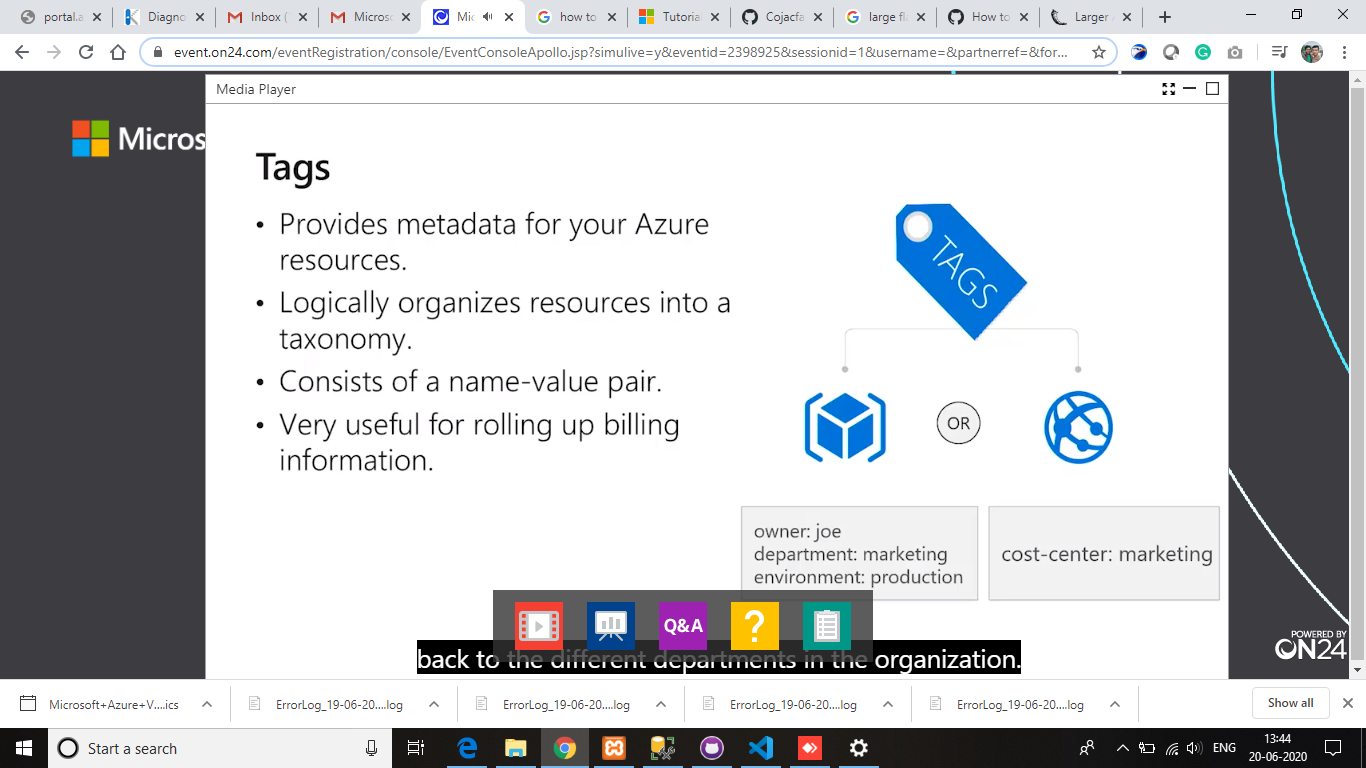 portal.a
Diagno
Inbox (
Microso
Mic
how to
Tutorial
Cojacfa
large fl
How to
Larger
event.on24.com/eventRegistration/console/EventConsoleApollo.jsp?simulive=y&eventid=2398925&sessionid=1&username=&partnerref=&for...
Media Player
Micros
Tags
• Provides metadata for your Azure
resources.
• Logically organizes resources into a
taxonomy.
• Consists of a name-value pair.
• Very useful for rolling up billing
information.
TAGS
OR
owner: joe
department: marketing
environment: production
cost-center: marketing
Q&A
?
back to the different departments in the organization.
POWERED BY
ON24
Microsoft+Azure+V....ics
ErrorLog_19-06-20....log
ErrorLog_19-06-20....log
ErrorLog_19-06-20....log
ErrorLog_19-06-20....log
Show all
Start a search
ENG
13:44
20-06-2020